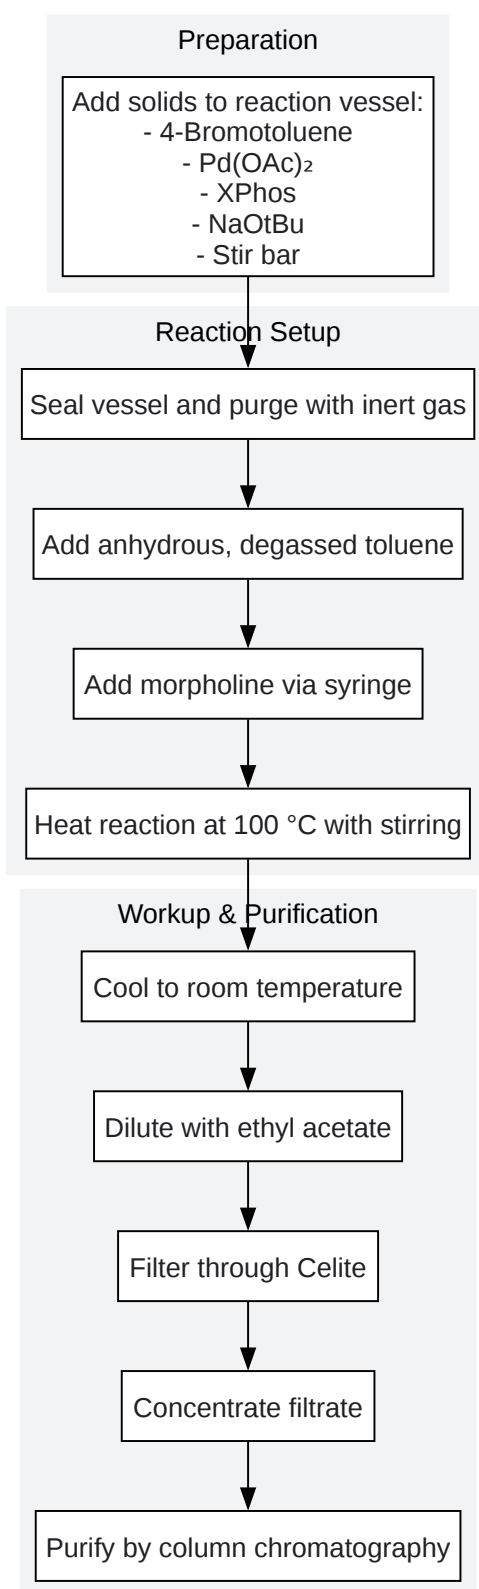 Preparation
Add solids to reaction vessel:
- 4-Bromotoluene
- Pd(OAc)₂
- XPhos
- NaOtBu
- Stir bar
Reaction Setup
Seal vessel and purge with inert gas
Add anhydrous, degassed toluene
Add morpholine via syringe
Heat reaction at 100 °C with stirring
Workup & Purification
Cool to room temperature
Dilute with ethyl acetate
Filter through Celite
Concentrate filtrate
Purify by column chromatography